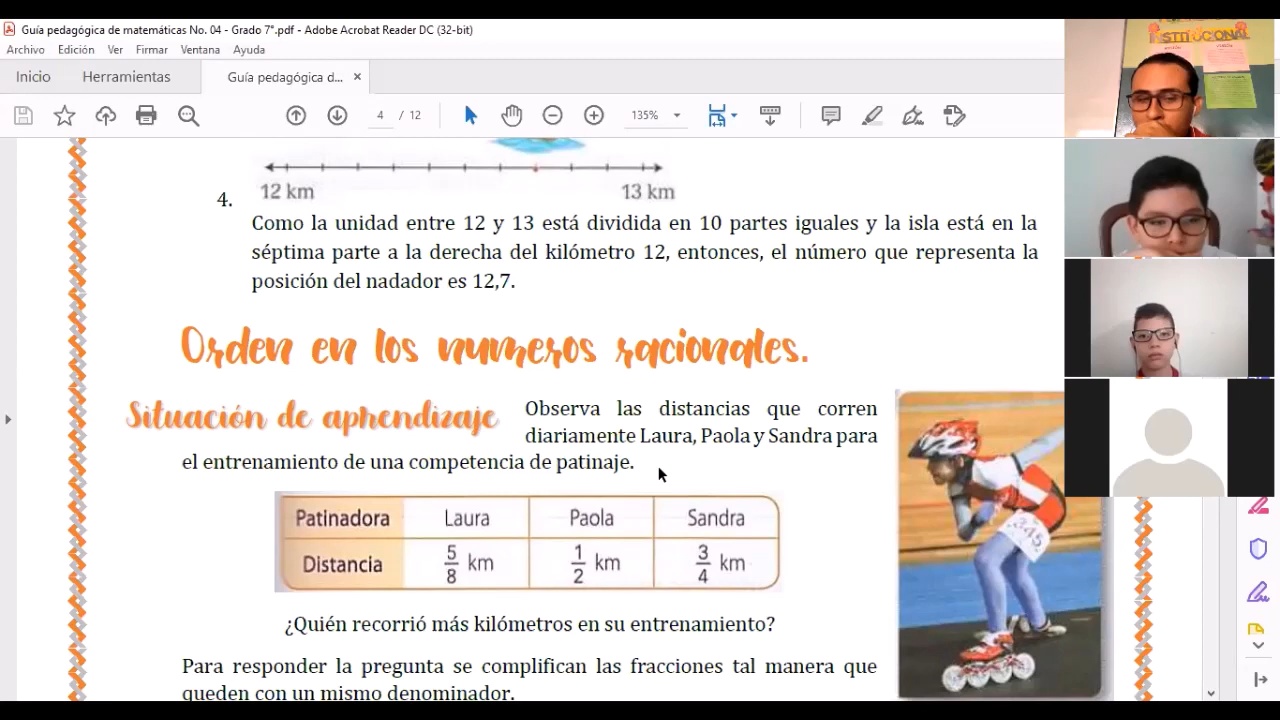 Guía pedagógica de matemáticas No. 04 - Grado 7°.pdf - Adobe Acrobat Reader DC (32-bit)
Archivo Edición Ver Firmar Ventana Ayuda
Inicio Herramientas Guía pedagógica d... ×
4 / 12 135%
12 km 13 km
4.
Como la unidad entre 12 y 13 está dividida en 10 partes iguales y la isla está en la
séptima parte a la derecha del kilómetro 12, entonces, el número que representa la
posición del nadador es 12,7.
Orden en los numeros racionales.
Situación de aprendizaje
Observa las distancias que corren
diariamente Laura, Paola y Sandra para
el entrenamiento de una competencia de patinaje.
Patinadora Laura Paola Sandra
Distancia 5/8 km 1/2 km 3/4 km
¿Quién recorrió más kilómetros en su entrenamiento?
Para responder la pregunta se complifican las fracciones tal manera que
queden con un mismo denominador.
345
INSTITUCIONAL